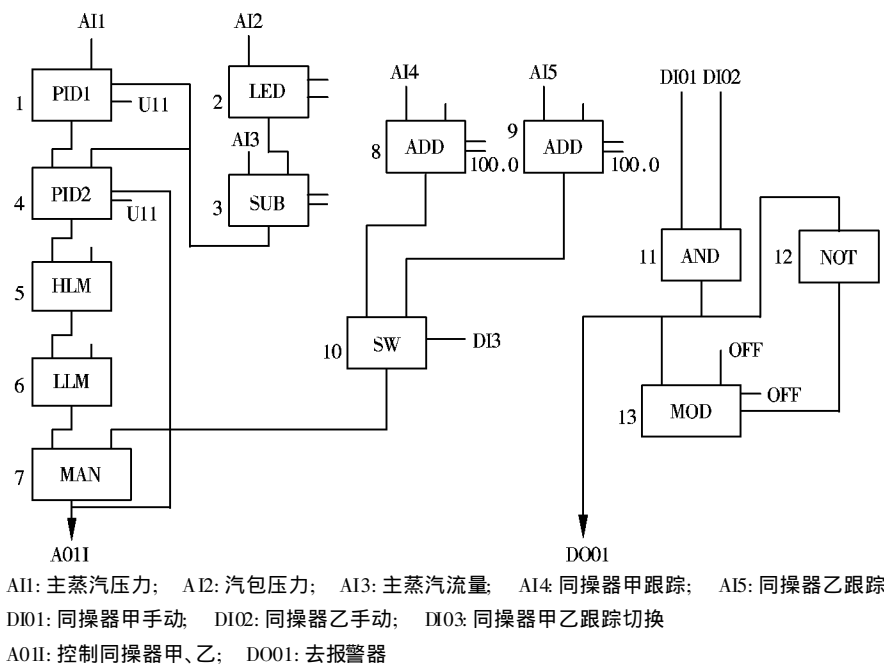 AI1 AI2
AI4 AI5 DI01 DI02
1 PID1 U11 2 LED
AI3 8 ADD 100.0 9 ADD 100.0
4 PID2 U11 3 SUB
11 AND 12 NOT
5 HLM
10 SW DI3
OFF
6 LLM OFF
13 MOD
7 MAN
A01I DO01
AI1: 主蒸汽压力; AI2: 汽包压力; AI3: 主蒸汽流量; AI4: 同操器甲跟踪; AI5: 同操器乙跟踪
DI01: 同操器甲手动; DI02: 同操器乙手动; DI03: 同操器甲乙跟踪切换
A01I: 控制同操器甲、乙; DO01: 去报警器